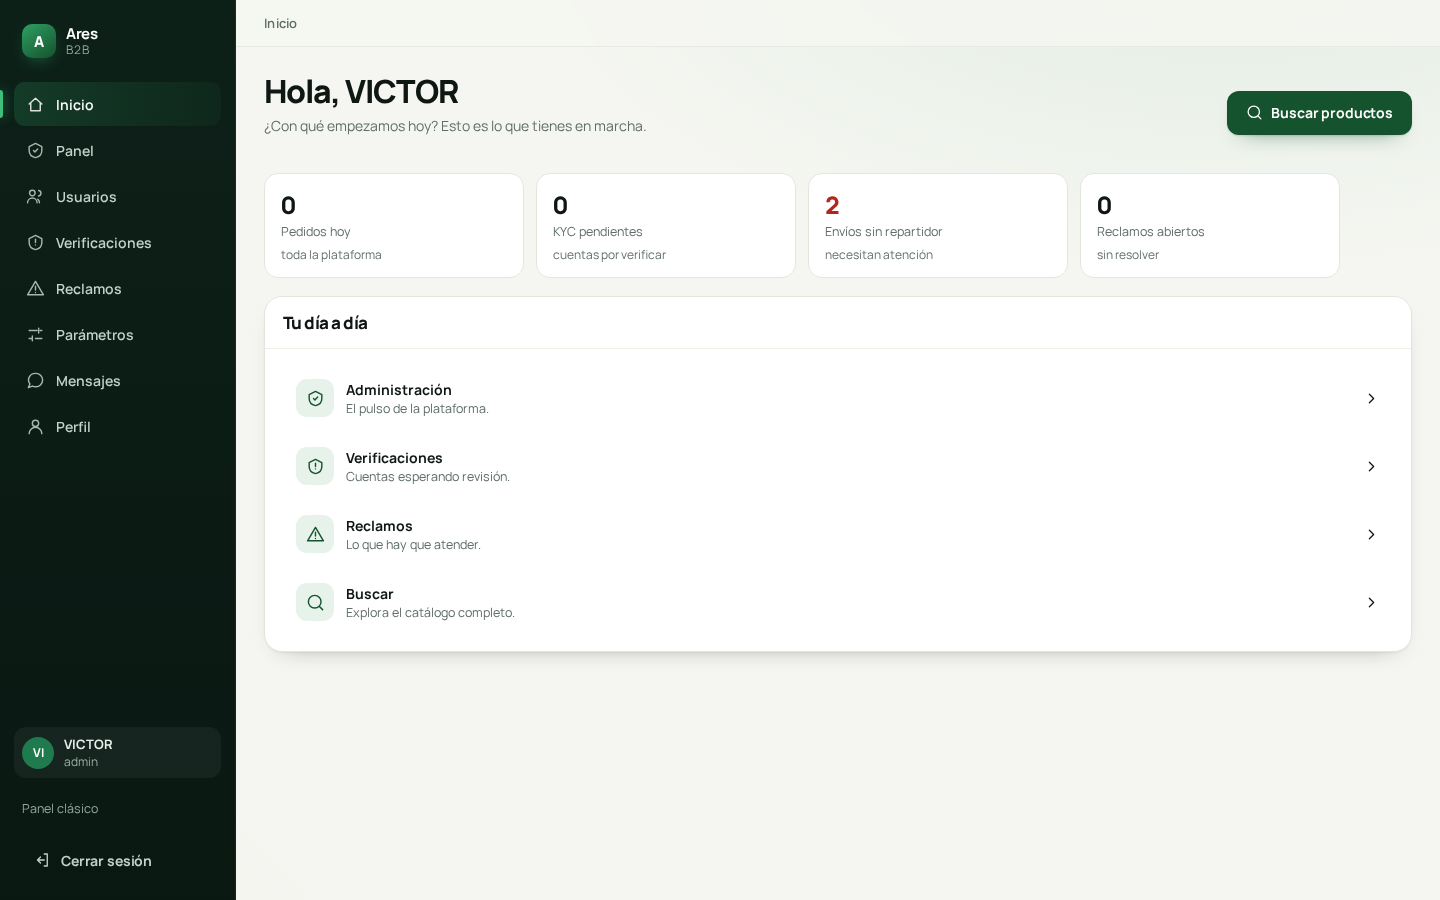 A
Ares
B2B
Inicio
Panel
Usuarios
Verificaciones
Reclamos
Parámetros
Mensajes
Perfil
VI
VICTOR
admin
Panel clásico
Cerrar sesión
Inicio
Hola, VICTOR
¿Con qué empezamos hoy? Esto es lo que tienes en marcha.
Buscar productos
0
Pedidos hoy
toda la plataforma
0
KYC pendientes
cuentas por verificar
2
Envíos sin repartidor
necesitan atención
0
Reclamos abiertos
sin resolver
Tu día a día
Administración
El pulso de la plataforma.
Verificaciones
Cuentas esperando revisión.
Reclamos
Lo que hay que atender.
Buscar
Explora el catálogo completo.